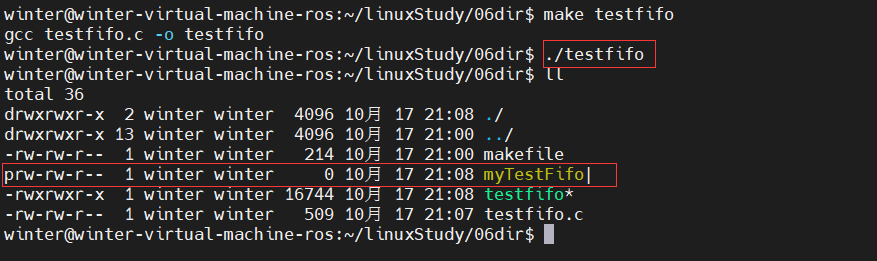 winter@winter-virtual-machine-ros:~/linuxStudy/06dir$ make testfifo
gcc testfifo.c -o testfifo
winter@winter-virtual-machine-ros:~/linuxStudy/06dir$ ./testfifo
winter@winter-virtual-machine-ros:~/linuxStudy/06dir$ ll
total 36
drwxrwxr-x  2 winter winter  4096 10月 17 21:08 ./
drwxrwxr-x 13 winter winter  4096 10月 17 21:00 ../
-rw-rw-r--  1 winter winter   214 10月 17 21:00 makefile
prw-rw-r--  1 winter winter     0 10月 17 21:08 myTestFifo|
-rwxrwxr-x  1 winter winter 16744 10月 17 21:08 testfifo*
-rw-rw-r--  1 winter winter   509 10月 17 21:07 testfifo.c
winter@winter-virtual-machine-ros:~/linuxStudy/06dir$